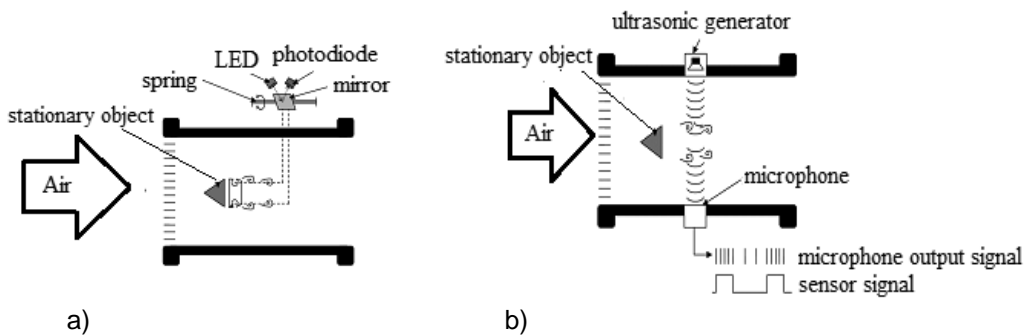 LED
photodiode
spring
mirror
stationary object
Air
a)
ultrasonic generator
stationary object
Air
microphone
microphone output signal
sensor signal
b)